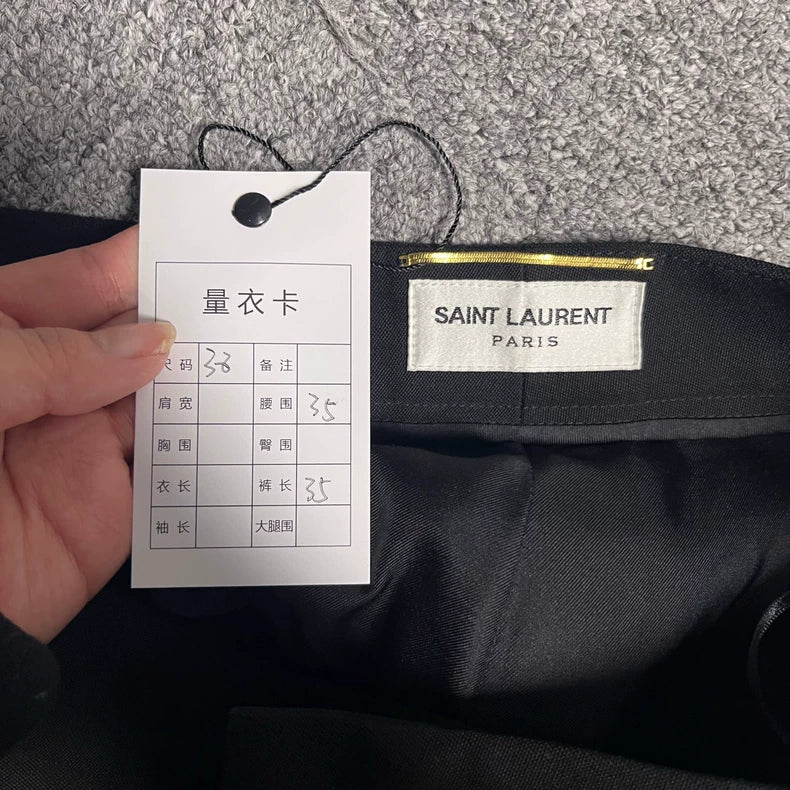 量衣卡
尺码 38 备注
肩宽 腰围 35
胸围 臀围
衣长 裤长 35
袖长 大腿围
SAINT LAURENT
PARIS